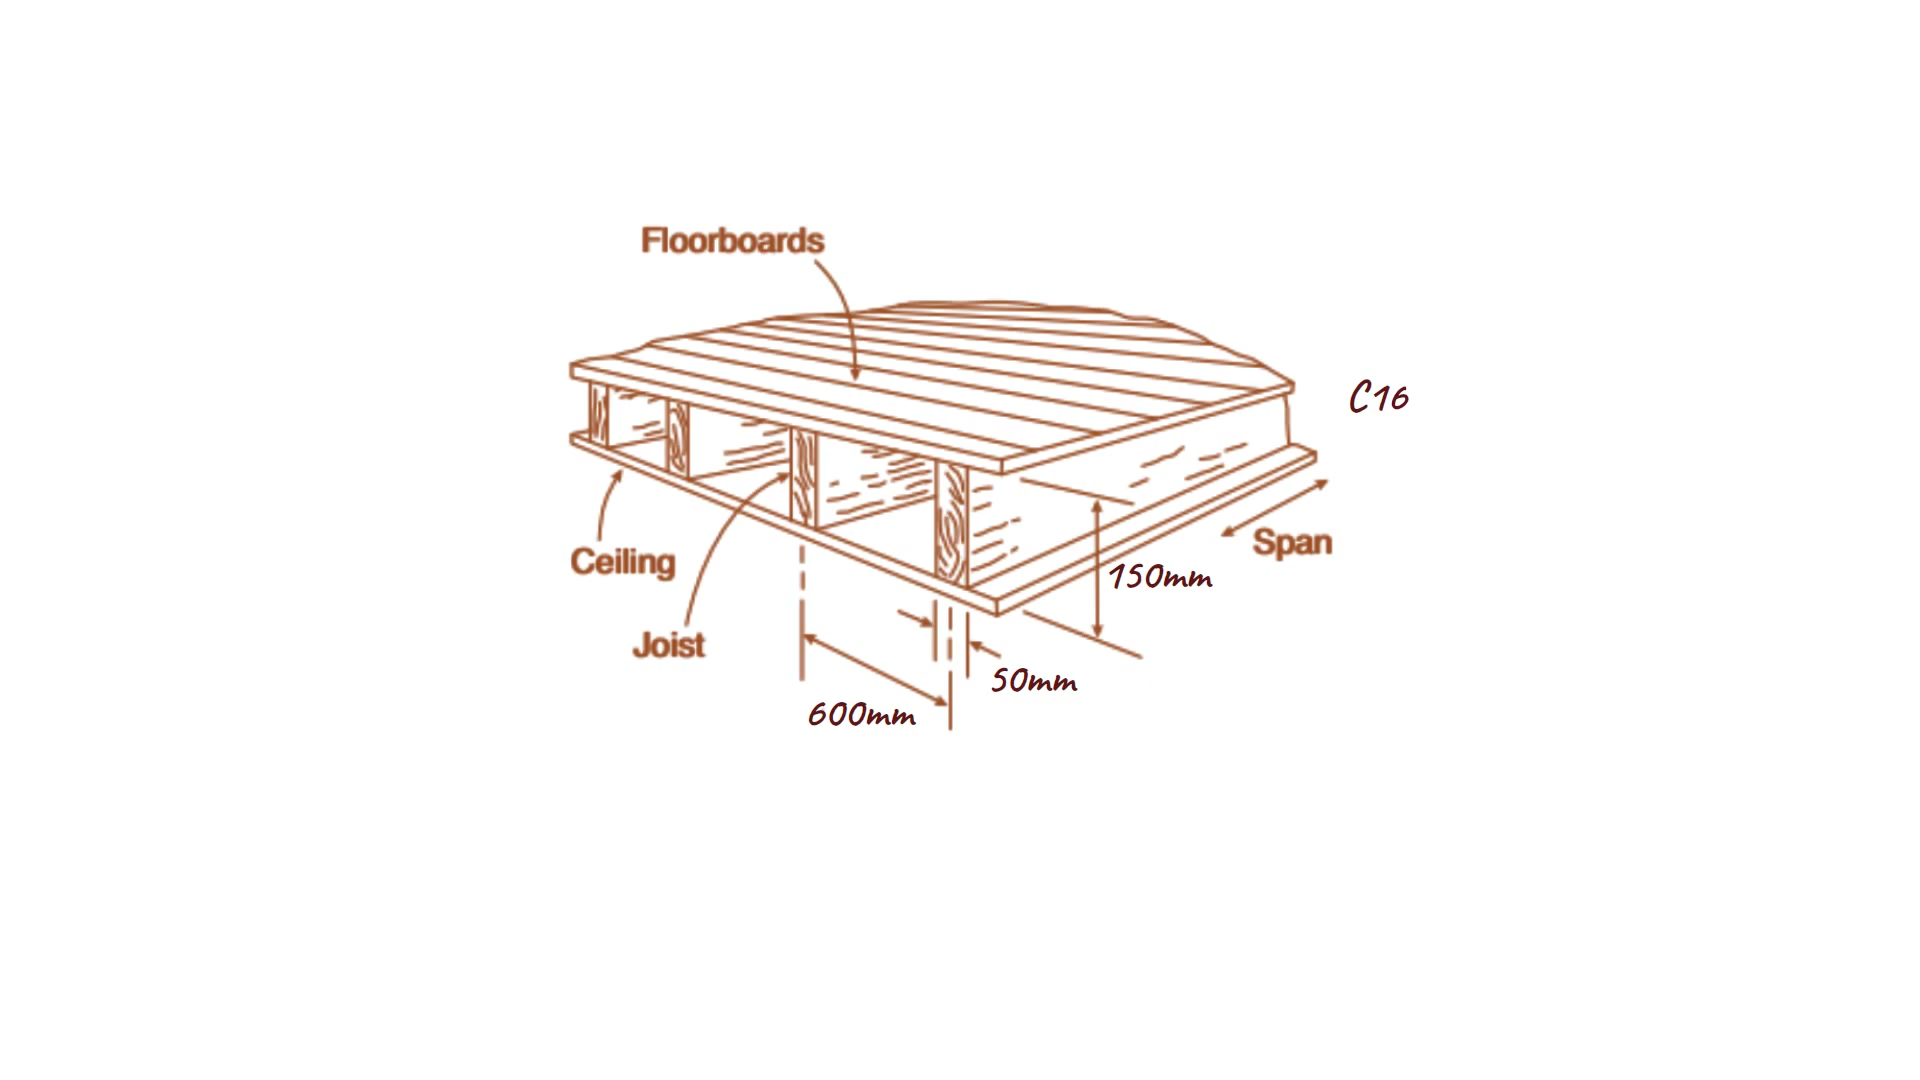 Floorboards
C16
Ceiling
Span
150mm
Joist
50mm
600mm